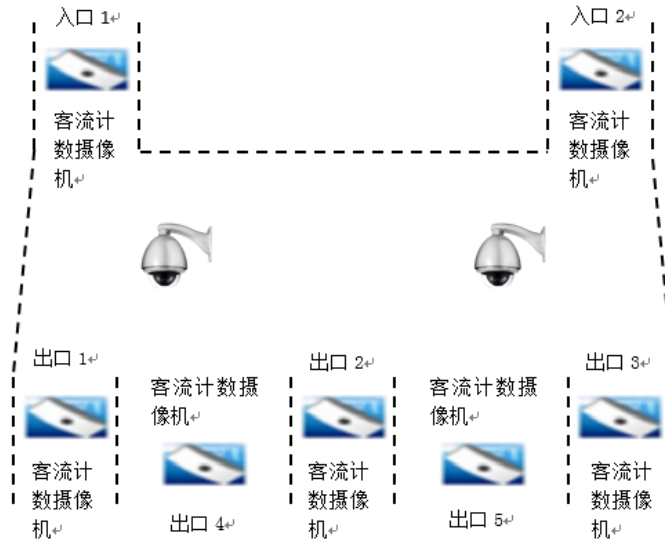 入口 1
入口 2
客流计
数摄像
机
客流计
数摄像
机
出口 1
出口 2
出口 3
客流计数摄
像机
客流计数摄
像机
客流计
数摄像
机
客流计
数摄像
机
客流计
数摄像
机
出口 4
出口 5